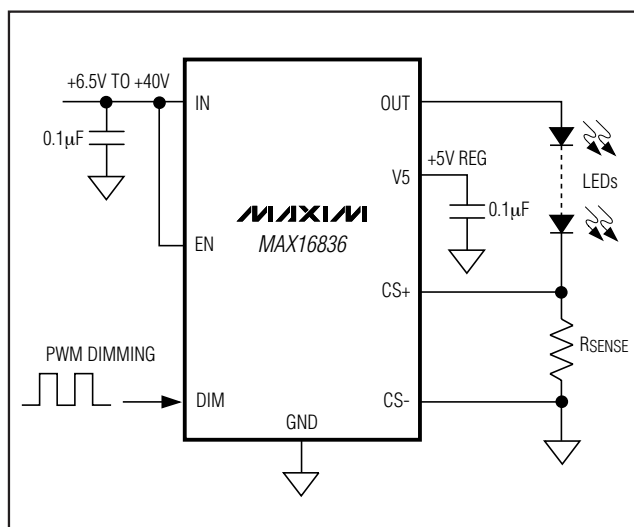 +6.5V TO +40V
0.1µF
IN
EN
PWM DIMMING
DIM
MAXIM
MAX16836
GND
OUT
V5
+5V REG
0.1µF
CS+
CS-
LEDs
RSENSE